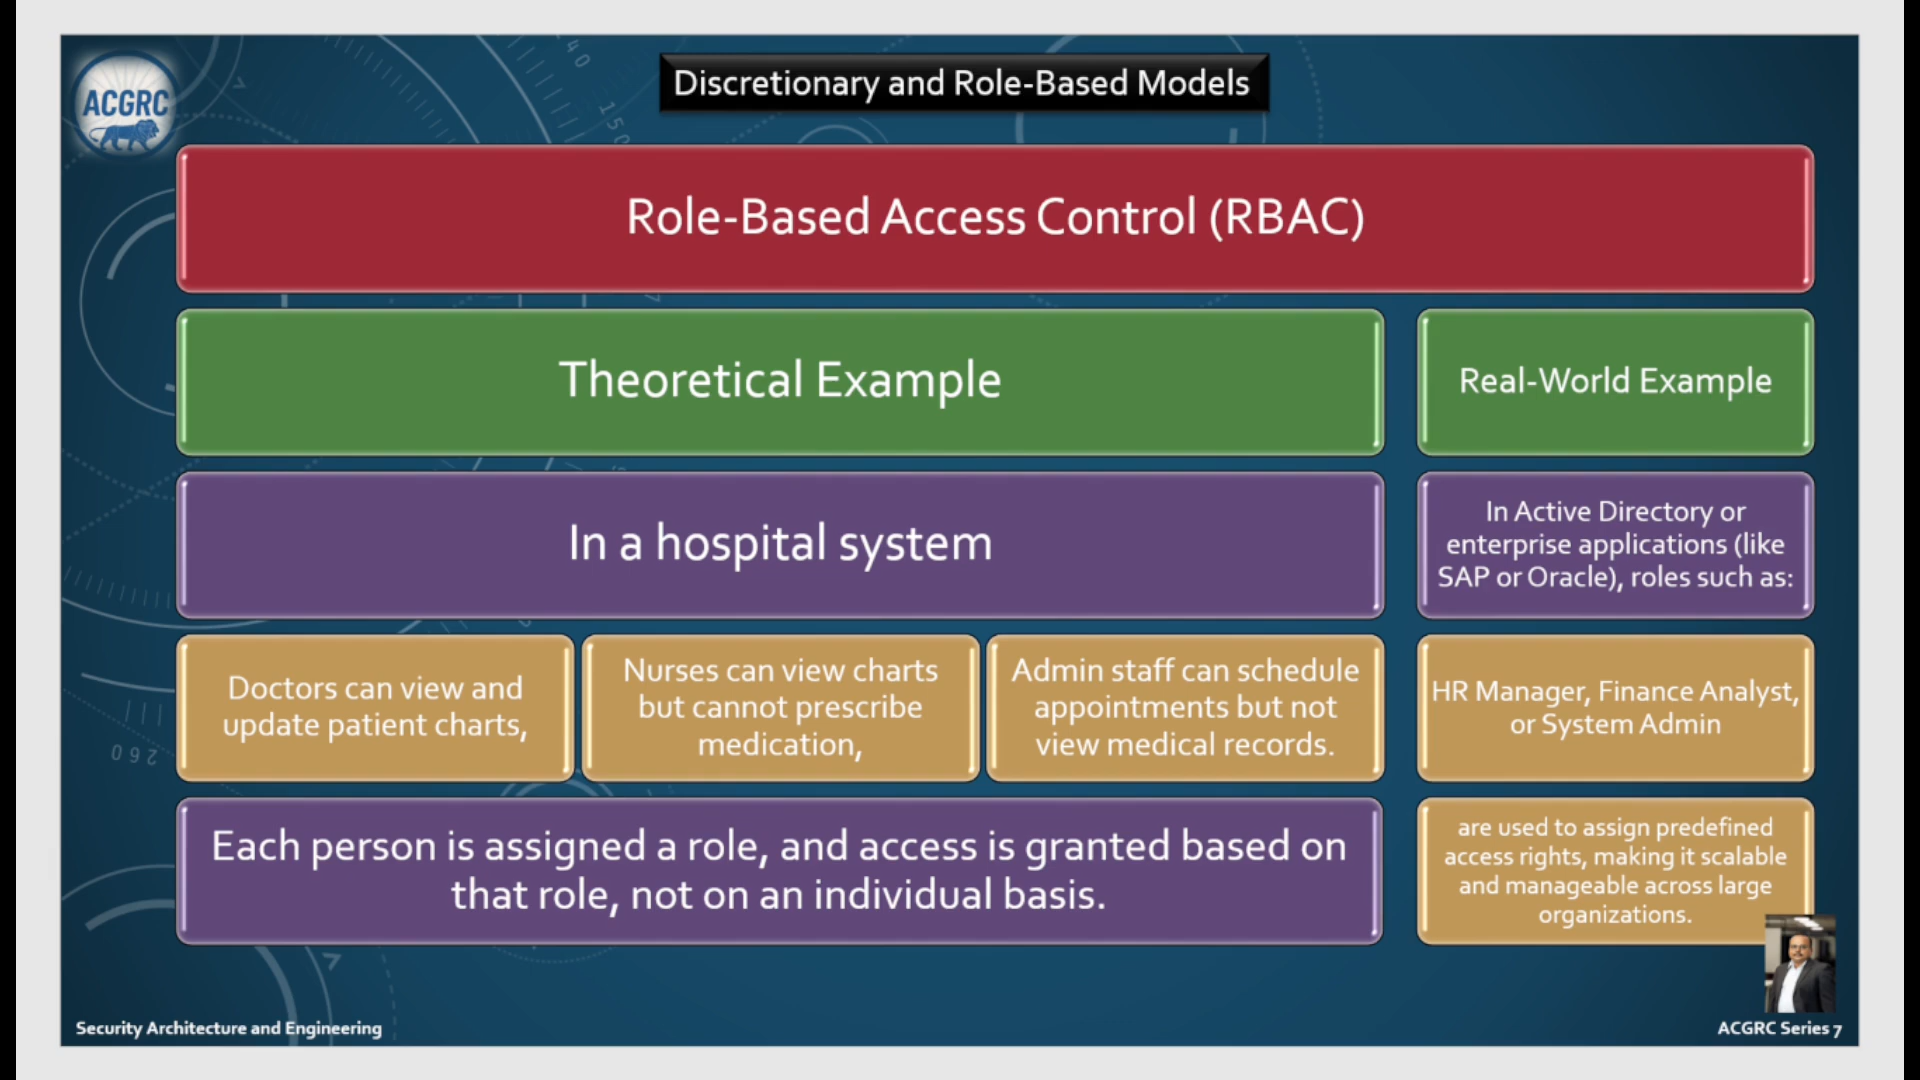 ACGRC
Discretionary and Role-Based Models
Role-Based Access Control (RBAC)
Theoretical Example
Real-World Example
In a hospital system
In Active Directory or
enterprise applications (like
SAP or Oracle), roles such as:
Doctors can view and
update patient charts,
Nurses can view charts
but cannot prescribe
medication,
Admin staff can schedule
appointments but not
view medical records.
HR Manager, Finance Analyst,
or System Admin
Each person is assigned a role, and access is granted based on
that role, not on an individual basis.
are used to assign predefined
access rights, making it scalable
and manageable across large
organizations.
Security Architecture and Engineering
ACGRC Series 7
40
150
260